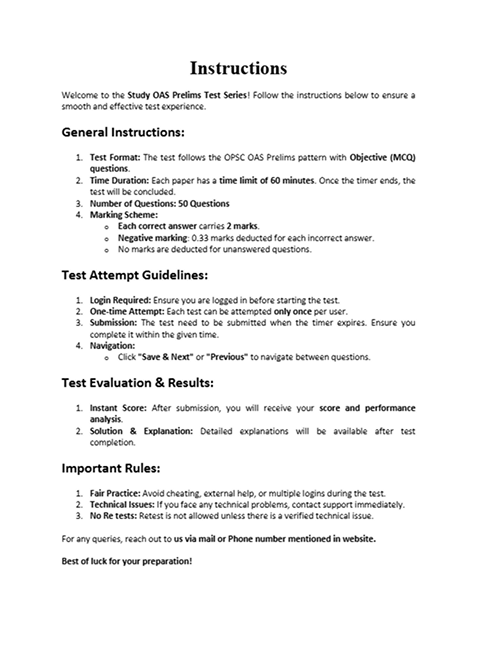 Instructions
Welcome to the Study OAS Prelims Test Series! Follow the instructions below to ensure a
smooth and effective test experience.
General Instructions:
1. Test Format: The test follows the OPSC OAS Prelims pattern with Objective (MCQ)
questions.
2. Time Duration: Each paper has a time limit of 60 minutes. Once the timer ends, the
test will be concluded.
3. Number of Questions: 50 Questions
4. Marking Scheme:
o Each correct answer carries 2 marks.
o Negative marking: 0.33 marks deducted for each incorrect answer.
o No marks are deducted for unanswered questions.
Test Attempt Guidelines:
1. Login Required: Ensure you are logged in before starting the test.
2. One-time Attempt: Each test can be attempted only once per user.
3. Submission: The test need to be submitted when the timer expires. Ensure you
complete it within the given time.
4. Navigation:
o Click "Save & Next" or "Previous" to navigate between questions.
Test Evaluation & Results:
1. Instant Score: After submission, you will receive your score and performance
analysis.
2. Solution & Explanation: Detailed explanations will be available after test
completion.
Important Rules:
1. Fair Practice: Avoid cheating, external help, or multiple logins during the test.
2. Technical Issues: If you face any technical problems, contact support immediately.
3. No Re tests: Retest is not allowed unless there is a verified technical issue.
For any queries, reach out to us via mail or Phone number mentioned in website.
Best of luck for your preparation!